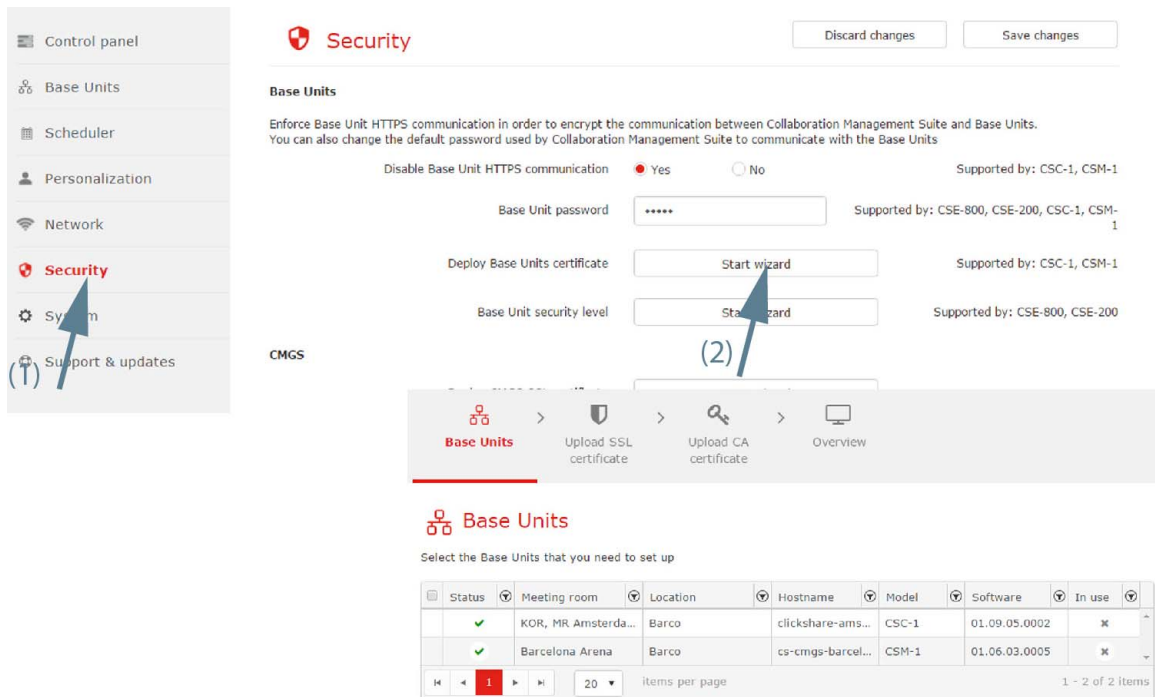 Control panel
Base Units
Scheduler
Personalization
Network
Security
System
Support & updates
(1)
Security
Discard changes
Save changes
Base Units
Enforce Base Unit HTTPS communication in order to encrypt the communication between Collaboration Management Suite and Base Units.
You can also change the default password used by Collaboration Management Suite to communicate with the Base Units
Disable Base Unit HTTPS communication Yes No Supported by: CSC-1, CSM-1
Base Unit password ••••• Supported by: CSE-800, CSE-200, CSC-1, CSM-
1
Deploy Base Units certificate Start wizard Supported by: CSC-1, CSM-1
Base Unit security level Start wizard Supported by: CSE-800, CSE-200
CMGS
(2)
Base Units > Upload SSL certificate > Upload CA certificate > Overview
Base Units
Select the Base Units that you need to set up
Status Meeting room Location Hostname Model Software In use
KOR, MR Amsterda... Barco clickshare-ams... CSC-1 01.09.05.0002
Barcelona Arena Barco cs-cmgs-barcel... CSM-1 01.06.03.0005
1 20 items per page 1 - 2 of 2 items